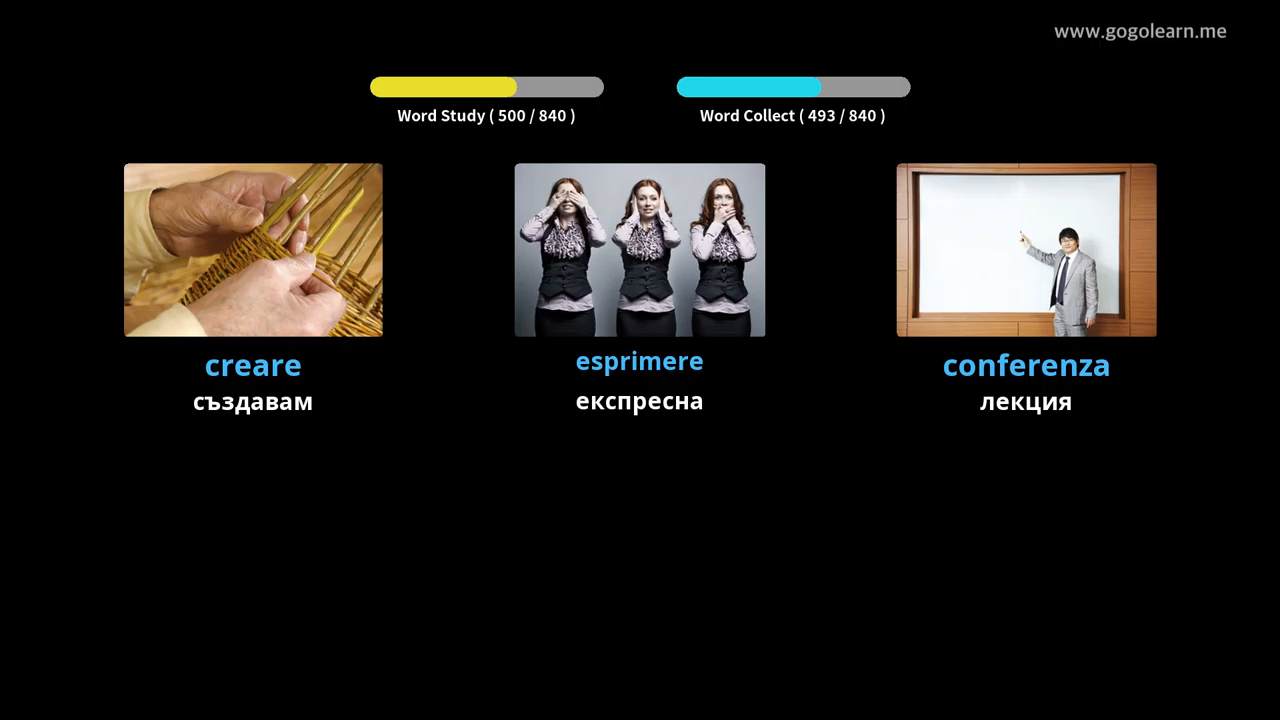 www.gogolearn.me
Word Study ( 500 / 840 )
Word Collect ( 493 / 840 )
creare
esprimere
conferenza
създавам
експресна
лекция